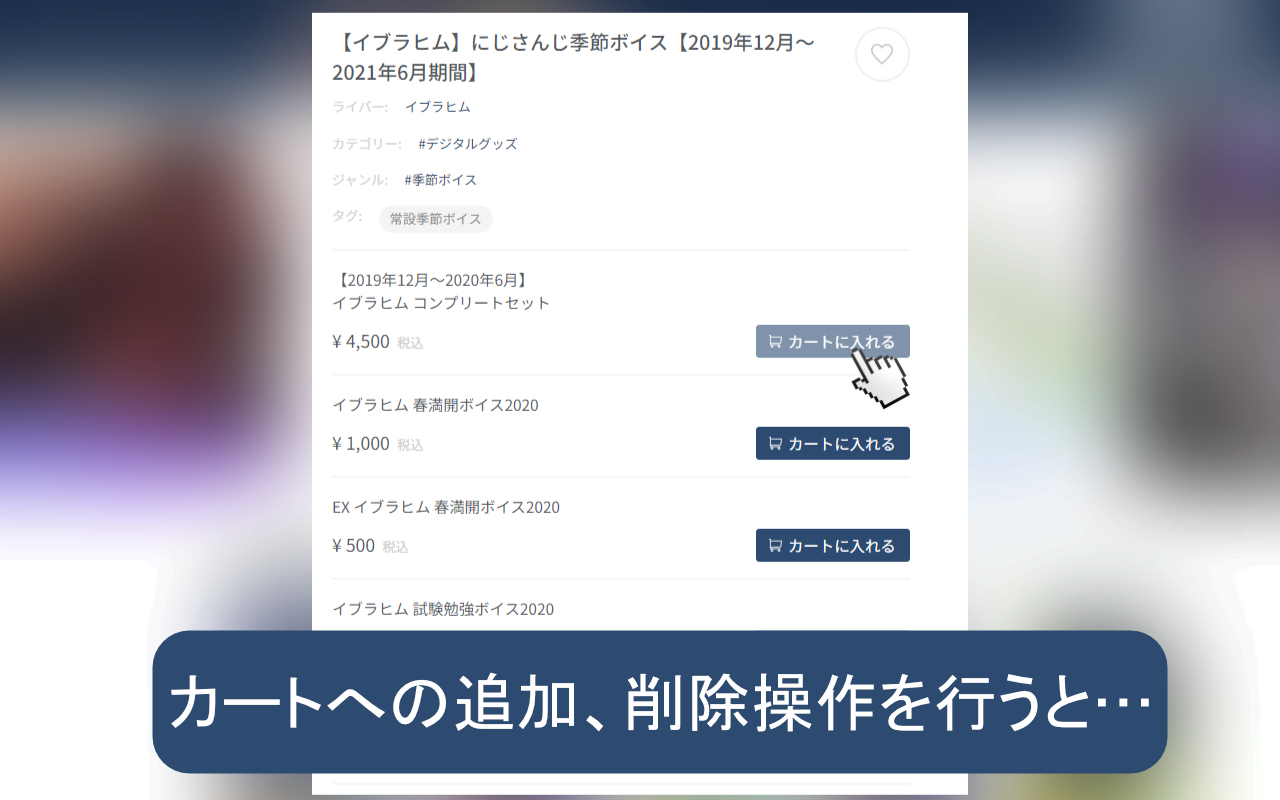 【イブラヒム】にじさんじ季節ボイス【2019年12月～
2021年6月期間】
ライバー: イブラヒム
カテゴリー: #デジタルグッズ
ジャンル: #季節ボイス
タグ: 常設季節ボイス
【2019年12月～2020年6月】
イブラヒム コンプリートセット
¥ 4,500 税込 カートに入れる
イブラヒム 春満開ボイス2020
¥ 1,000 税込 カートに入れる
EX イブラヒム 春満開ボイス2020
¥ 500 税込 カートに入れる
イブラヒム 試験勉強ボイス2020
カートへの追加、削除操作を行うと…